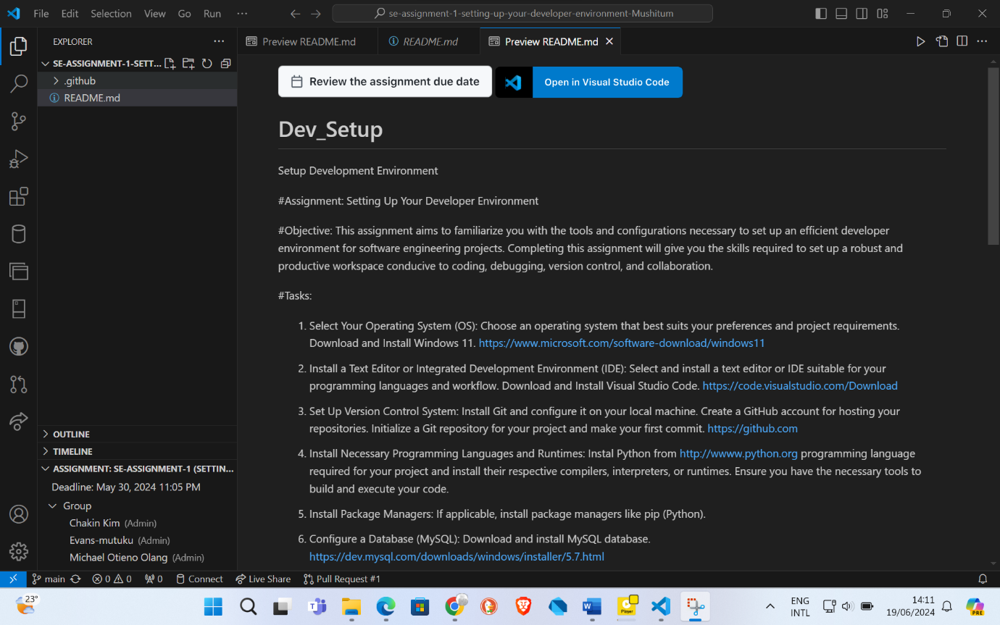 File Edit Selection View Go Run ···
se-assignment-1-setting-up-your-developer-environment-Mushitum
EXPLORER
SE-ASSIGNMENT-1-SETT...
.github
README.md
OUTLINE
TIMELINE
ASSIGNMENT: SE-ASSIGNMENT-1 (SETTIN...
Deadline: May 30, 2024 11:05 PM
Group
Chakin Kim (Admin)
Evans-mutuku (Admin)
Michael Otieno Olang (Admin)
Preview README.md
README.md
Preview README.md
Review the assignment due date
Open in Visual Studio Code
Dev_Setup
Setup Development Environment
#Assignment: Setting Up Your Developer Environment
#Objective: This assignment aims to familiarize you with the tools and configurations necessary to set up an efficient developer
environment for software engineering projects. Completing this assignment will give you the skills required to set up a robust and
productive workspace conducive to coding, debugging, version control, and collaboration.
#Tasks:
1. Select Your Operating System (OS): Choose an operating system that best suits your preferences and project requirements.
Download and Install Windows 11. https://www.microsoft.com/software-download/windows11
2. Install a Text Editor or Integrated Development Environment (IDE): Select and install a text editor or IDE suitable for your
programming languages and workflow. Download and Install Visual Studio Code. https://code.visualstudio.com/Download
3. Set Up Version Control System: Install Git and configure it on your local machine. Create a GitHub account for hosting your
repositories. Initialize a Git repository for your project and make your first commit. https://github.com
4. Install Necessary Programming Languages and Runtimes: Instal Python from http://wwww.python.org programming language
required for your project and install their respective compilers, interpreters, or runtimes. Ensure you have the necessary tools to
build and execute your code.
5. Install Package Managers: If applicable, install package managers like pip (Python).
6. Configure a Database (MySQL): Download and install MySQL database.
https://dev.mysql.com/downloads/windows/installer/5.7.html
main 0 0 0 Connect Live Share Pull Request #1
23°
Player
ENG
INTL
14:11
19/06/2024
PRE